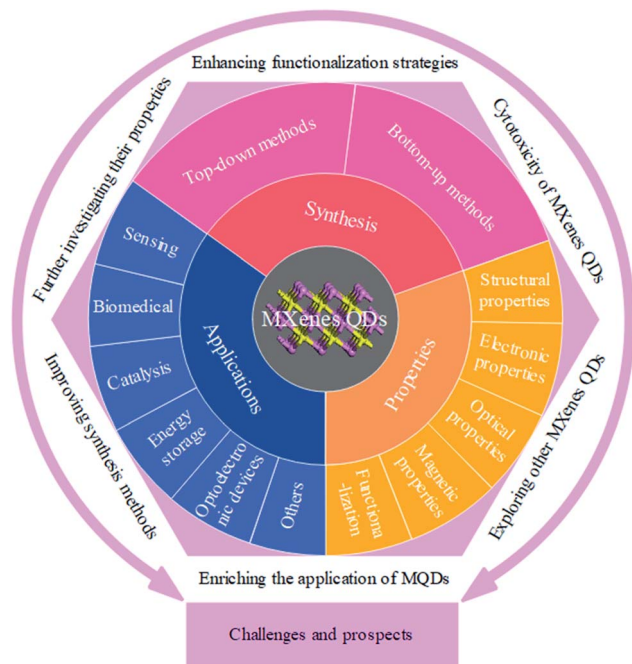 Enhancing functionalization strategies
Further investigating their properties
Cytotoxicity of MXenes QDs
Top-down methods
Bottom-up methods
Synthesis
Sensing
Biomedical
Catalysis
Energy
storage
Optoelectro
nic devices
Others
Applications
MXenes QDs
Properties
Structural
properties
Electronic
properties
Optical
properties
Magnetic
properties
Functiona
-lization
Improving synthesis methods
Exploring other MXenes QDs
Enriching the application of MQDs
Challenges and prospects